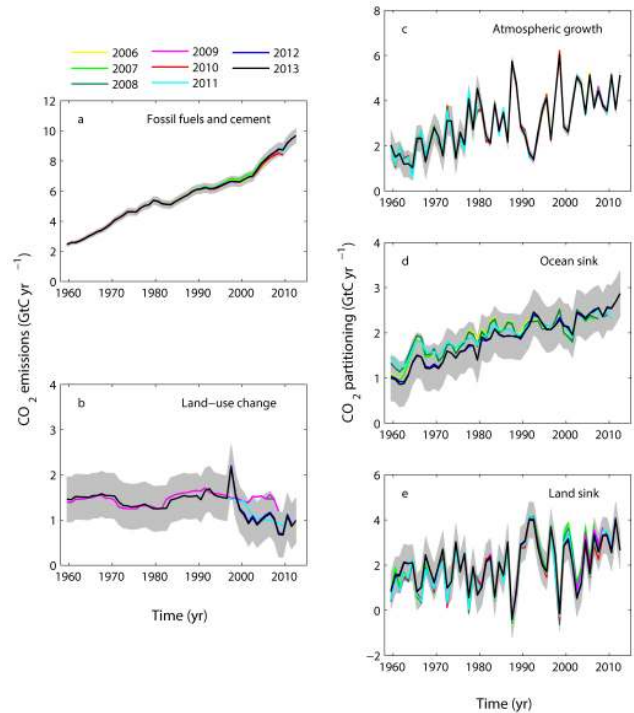 2006 2009 2012
2007 2010 2013
2008 2011
a Fossil fuels and cement
12
10
8
6
4
2
0
1960 1970 1980 1990 2000 2010
CO2 emissions (GtC yr −1)
b Land−use change
4
3
2
1
0
1960 1970 1980 1990 2000 2010
Time (yr)
c Atmospheric growth
8
6
4
2
0
1960 1970 1980 1990 2000 2010
d Ocean sink
4
3
2
1
0
1960 1970 1980 1990 2000 2010
CO2 partitioning (GtC yr −1)
e Land sink
6
4
2
0
−2
1960 1970 1980 1990 2000 2010
Time (yr)